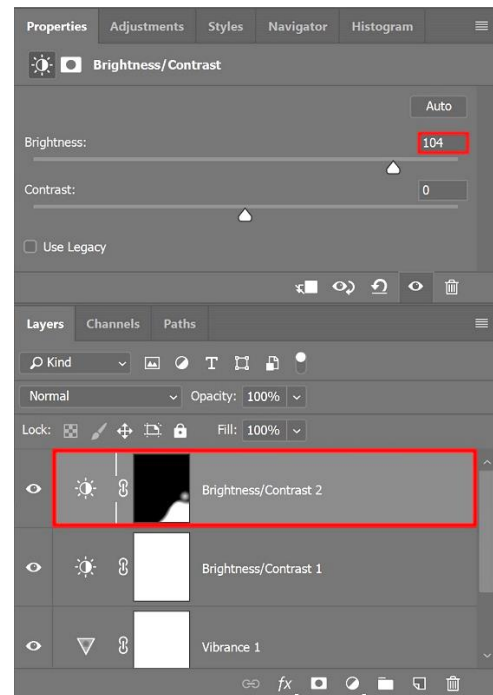 Properties Adjustments Styles Navigator Histogram
Brightness/Contrast
Auto
Brightness: 104
Contrast: 0
Use Legacy
Layers Channels Paths
Kind T
Normal Opacity: 100%
Lock: Fill: 100%
Brightness/Contrast 2
Brightness/Contrast 1
Vibrance 1
fx